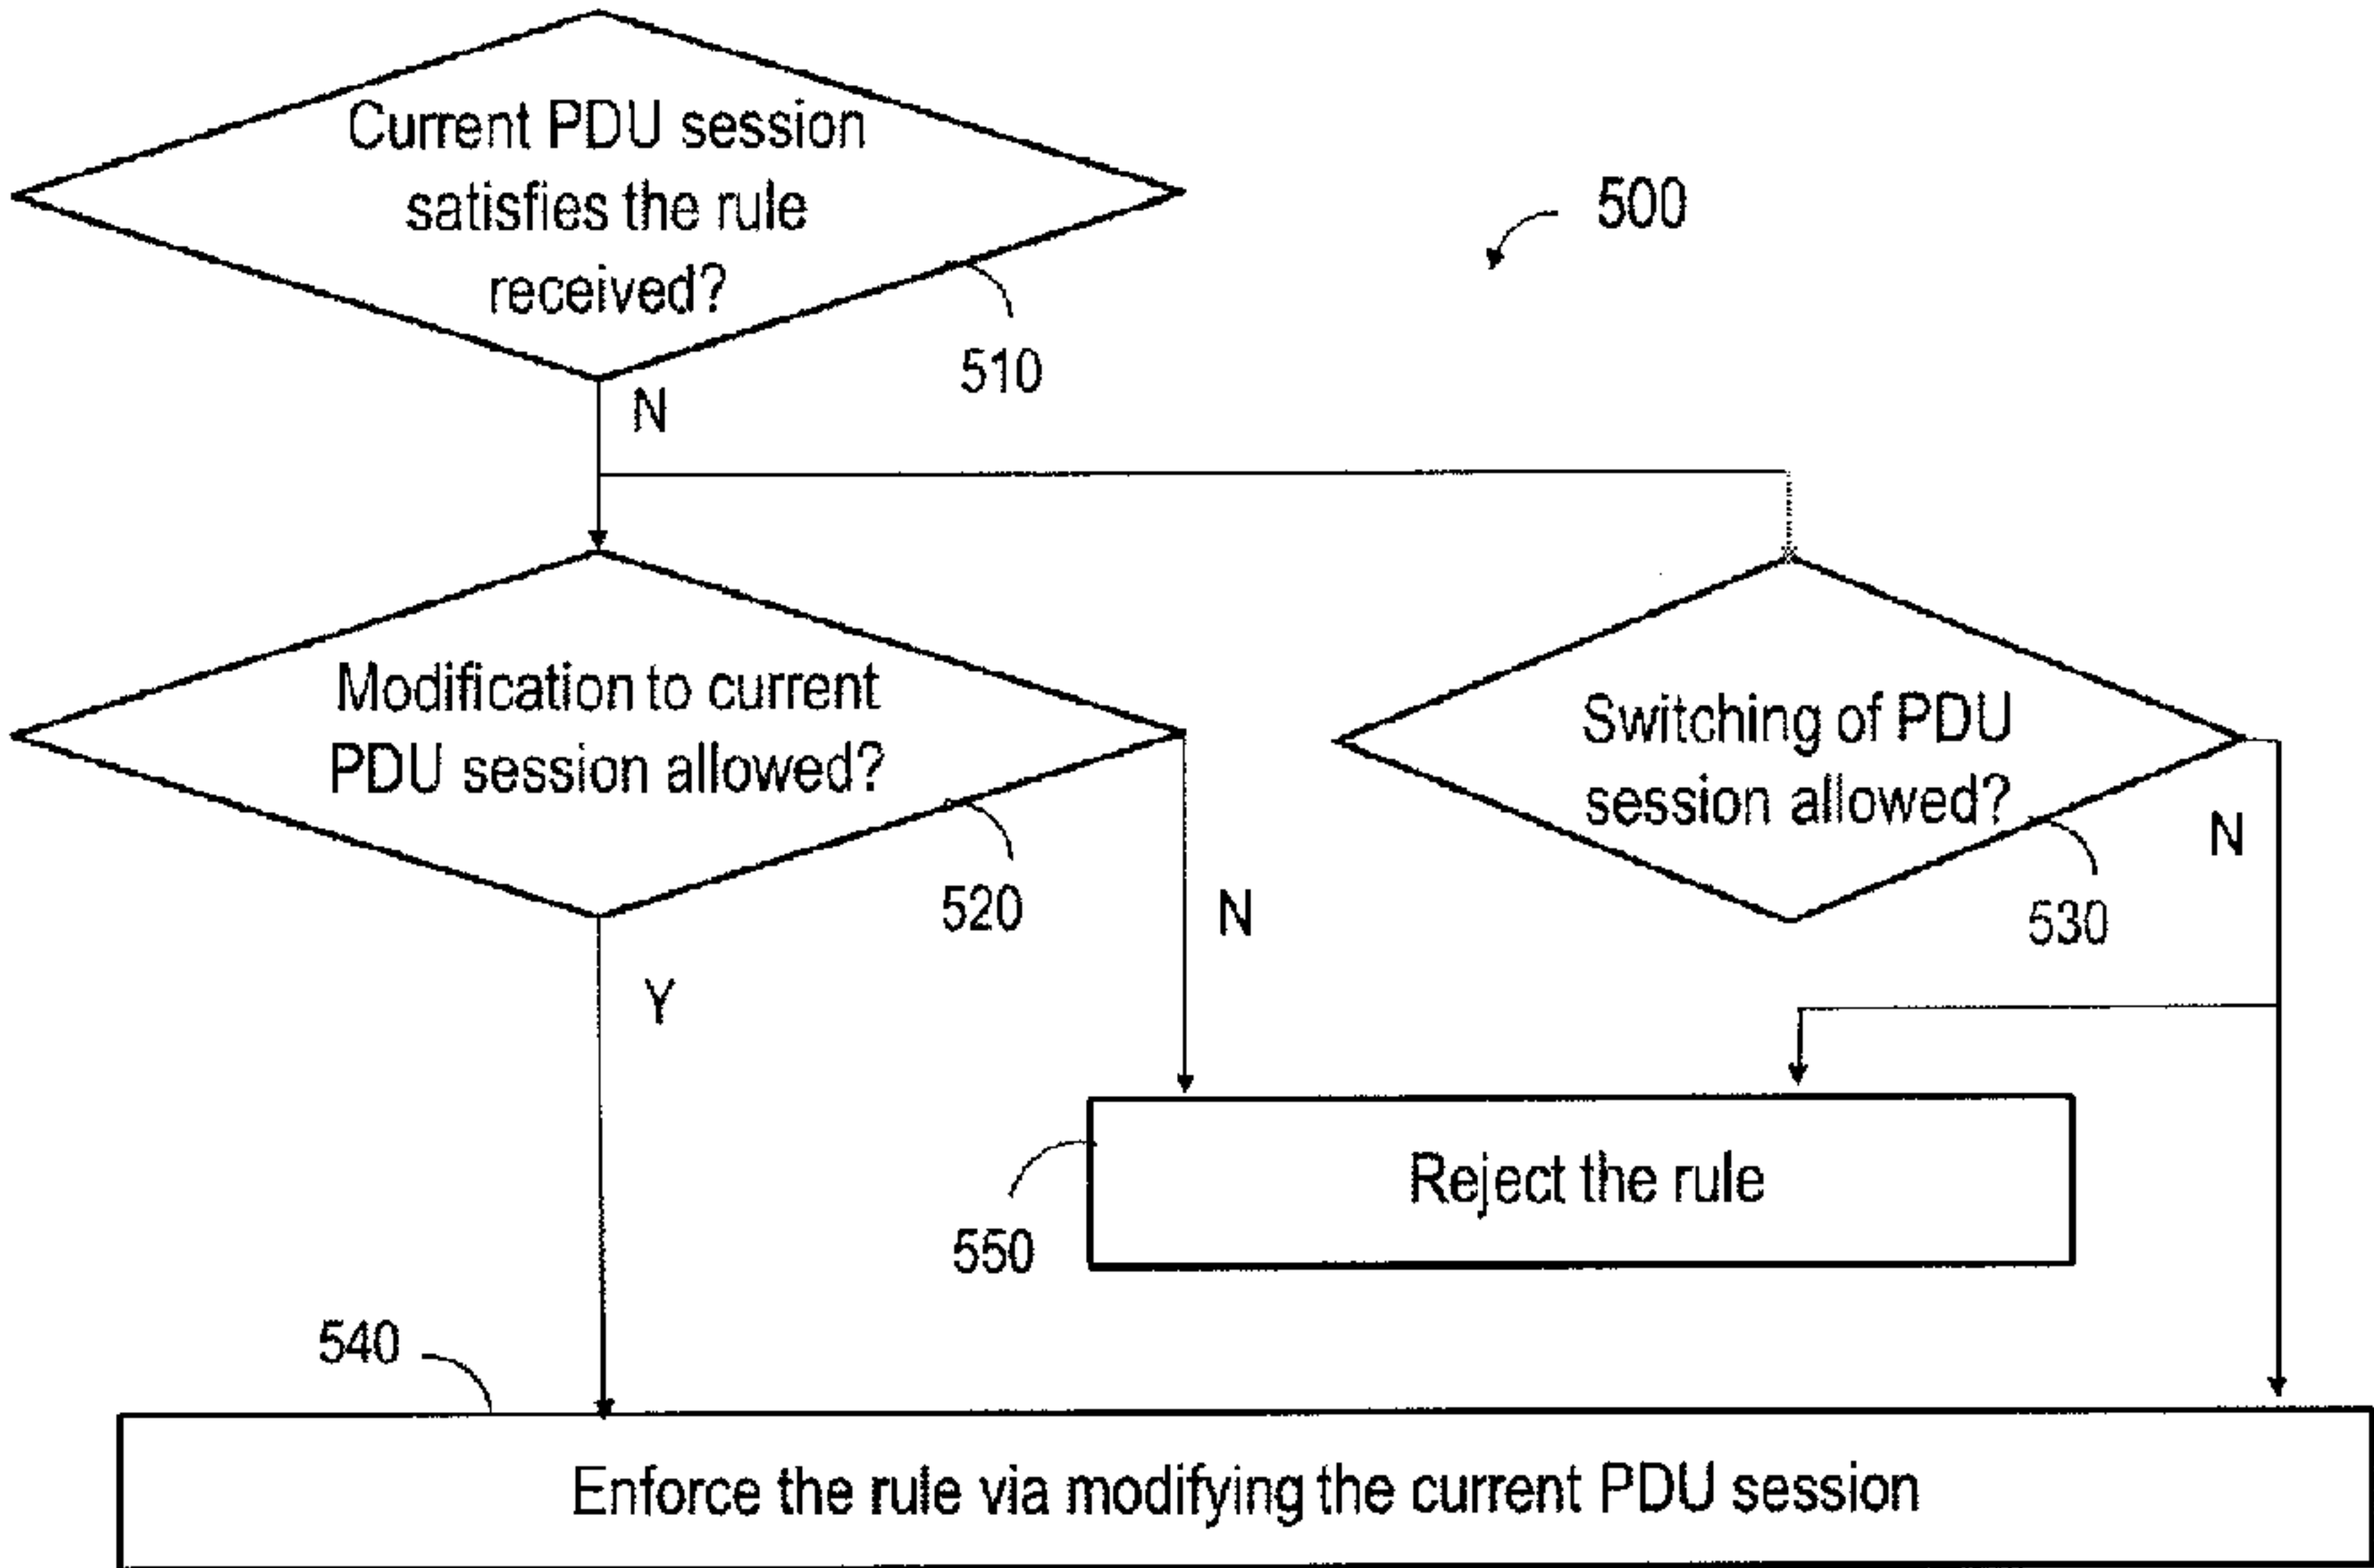 Current PDU session
satisfies the rule
received?
500
510
N
Modification to current
PDU session allowed?
Switching of PDU
session allowed?
N
520
N
530
Y
Reject the rule
550
540
Enforce the rule via modifying the current PDU session